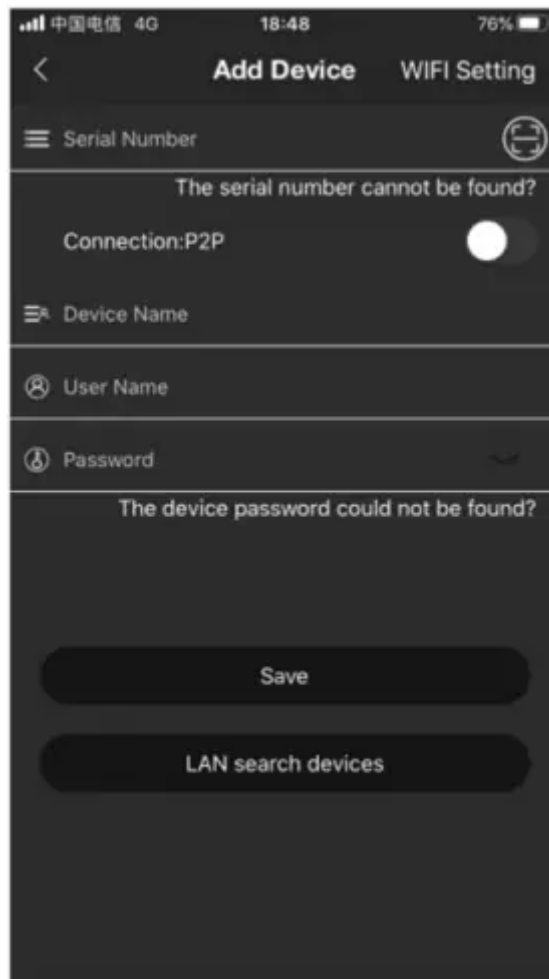 中国电信 4G 18:48 76%
Add Device WIFI Setting
Serial Number
The serial number cannot be found?
Connection:P2P
Device Name
User Name
Password
The device password could not be found?
Save
LAN search devices